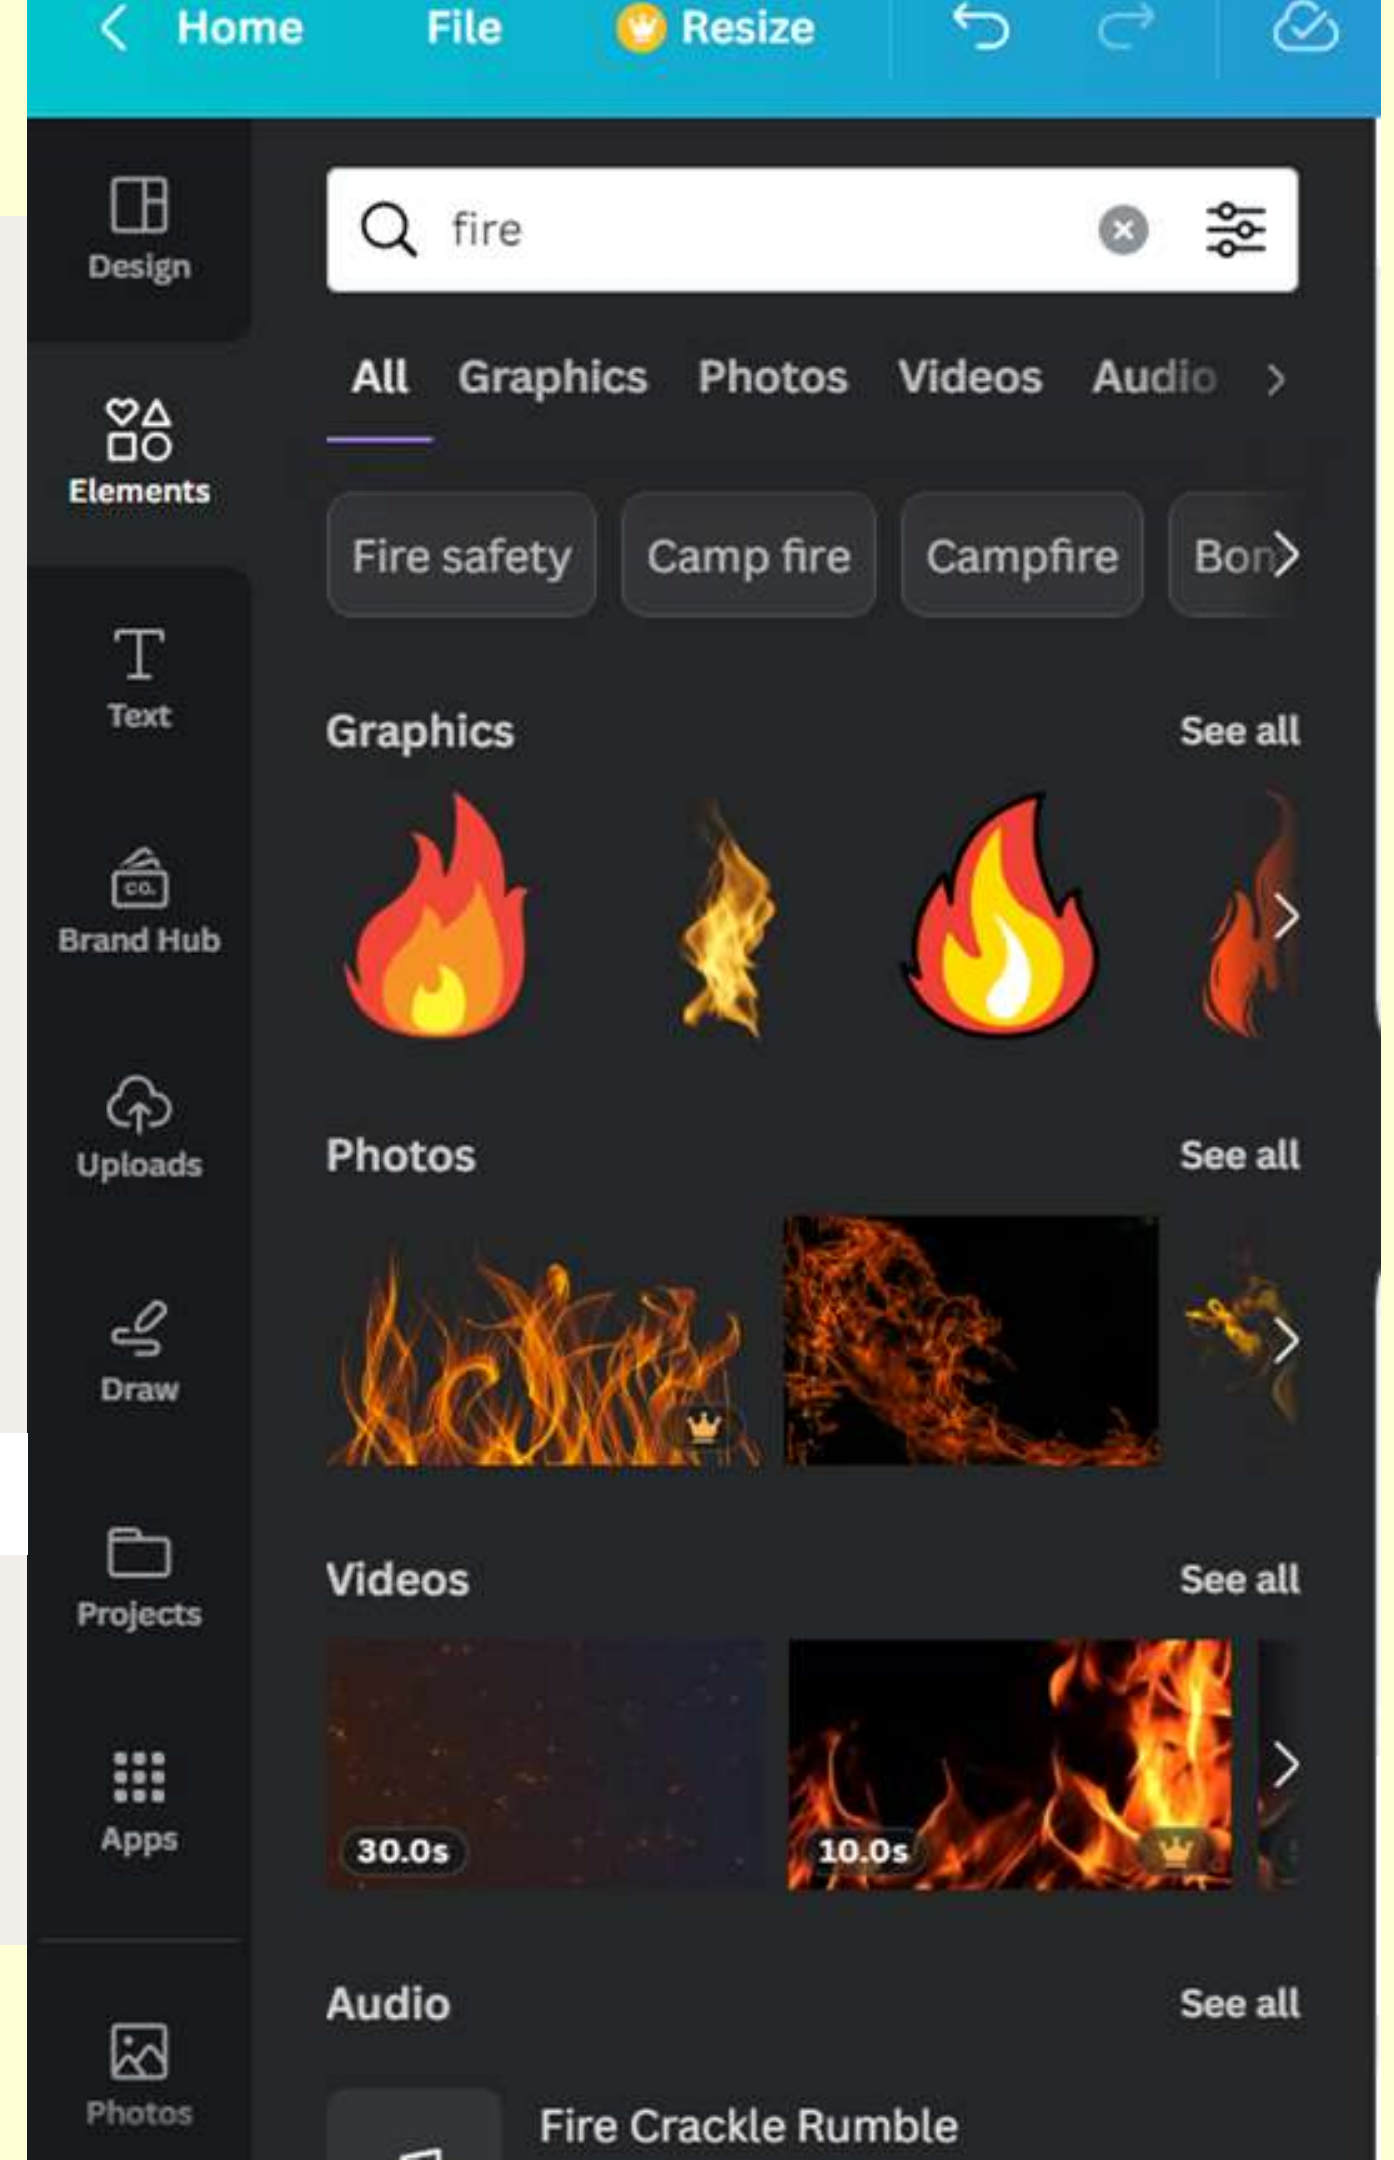 Home File Resize
fire
All Graphics Photos Videos Audio
Fire safety Camp fire Campfire Bon
Design
Elements
Text
Brand Hub
CO.
Uploads
Draw
Projects
Apps
Photos
Graphics See all
Photos See all
Videos See all
30.0s 10.0s
Audio See all
Fire Crackle Rumble